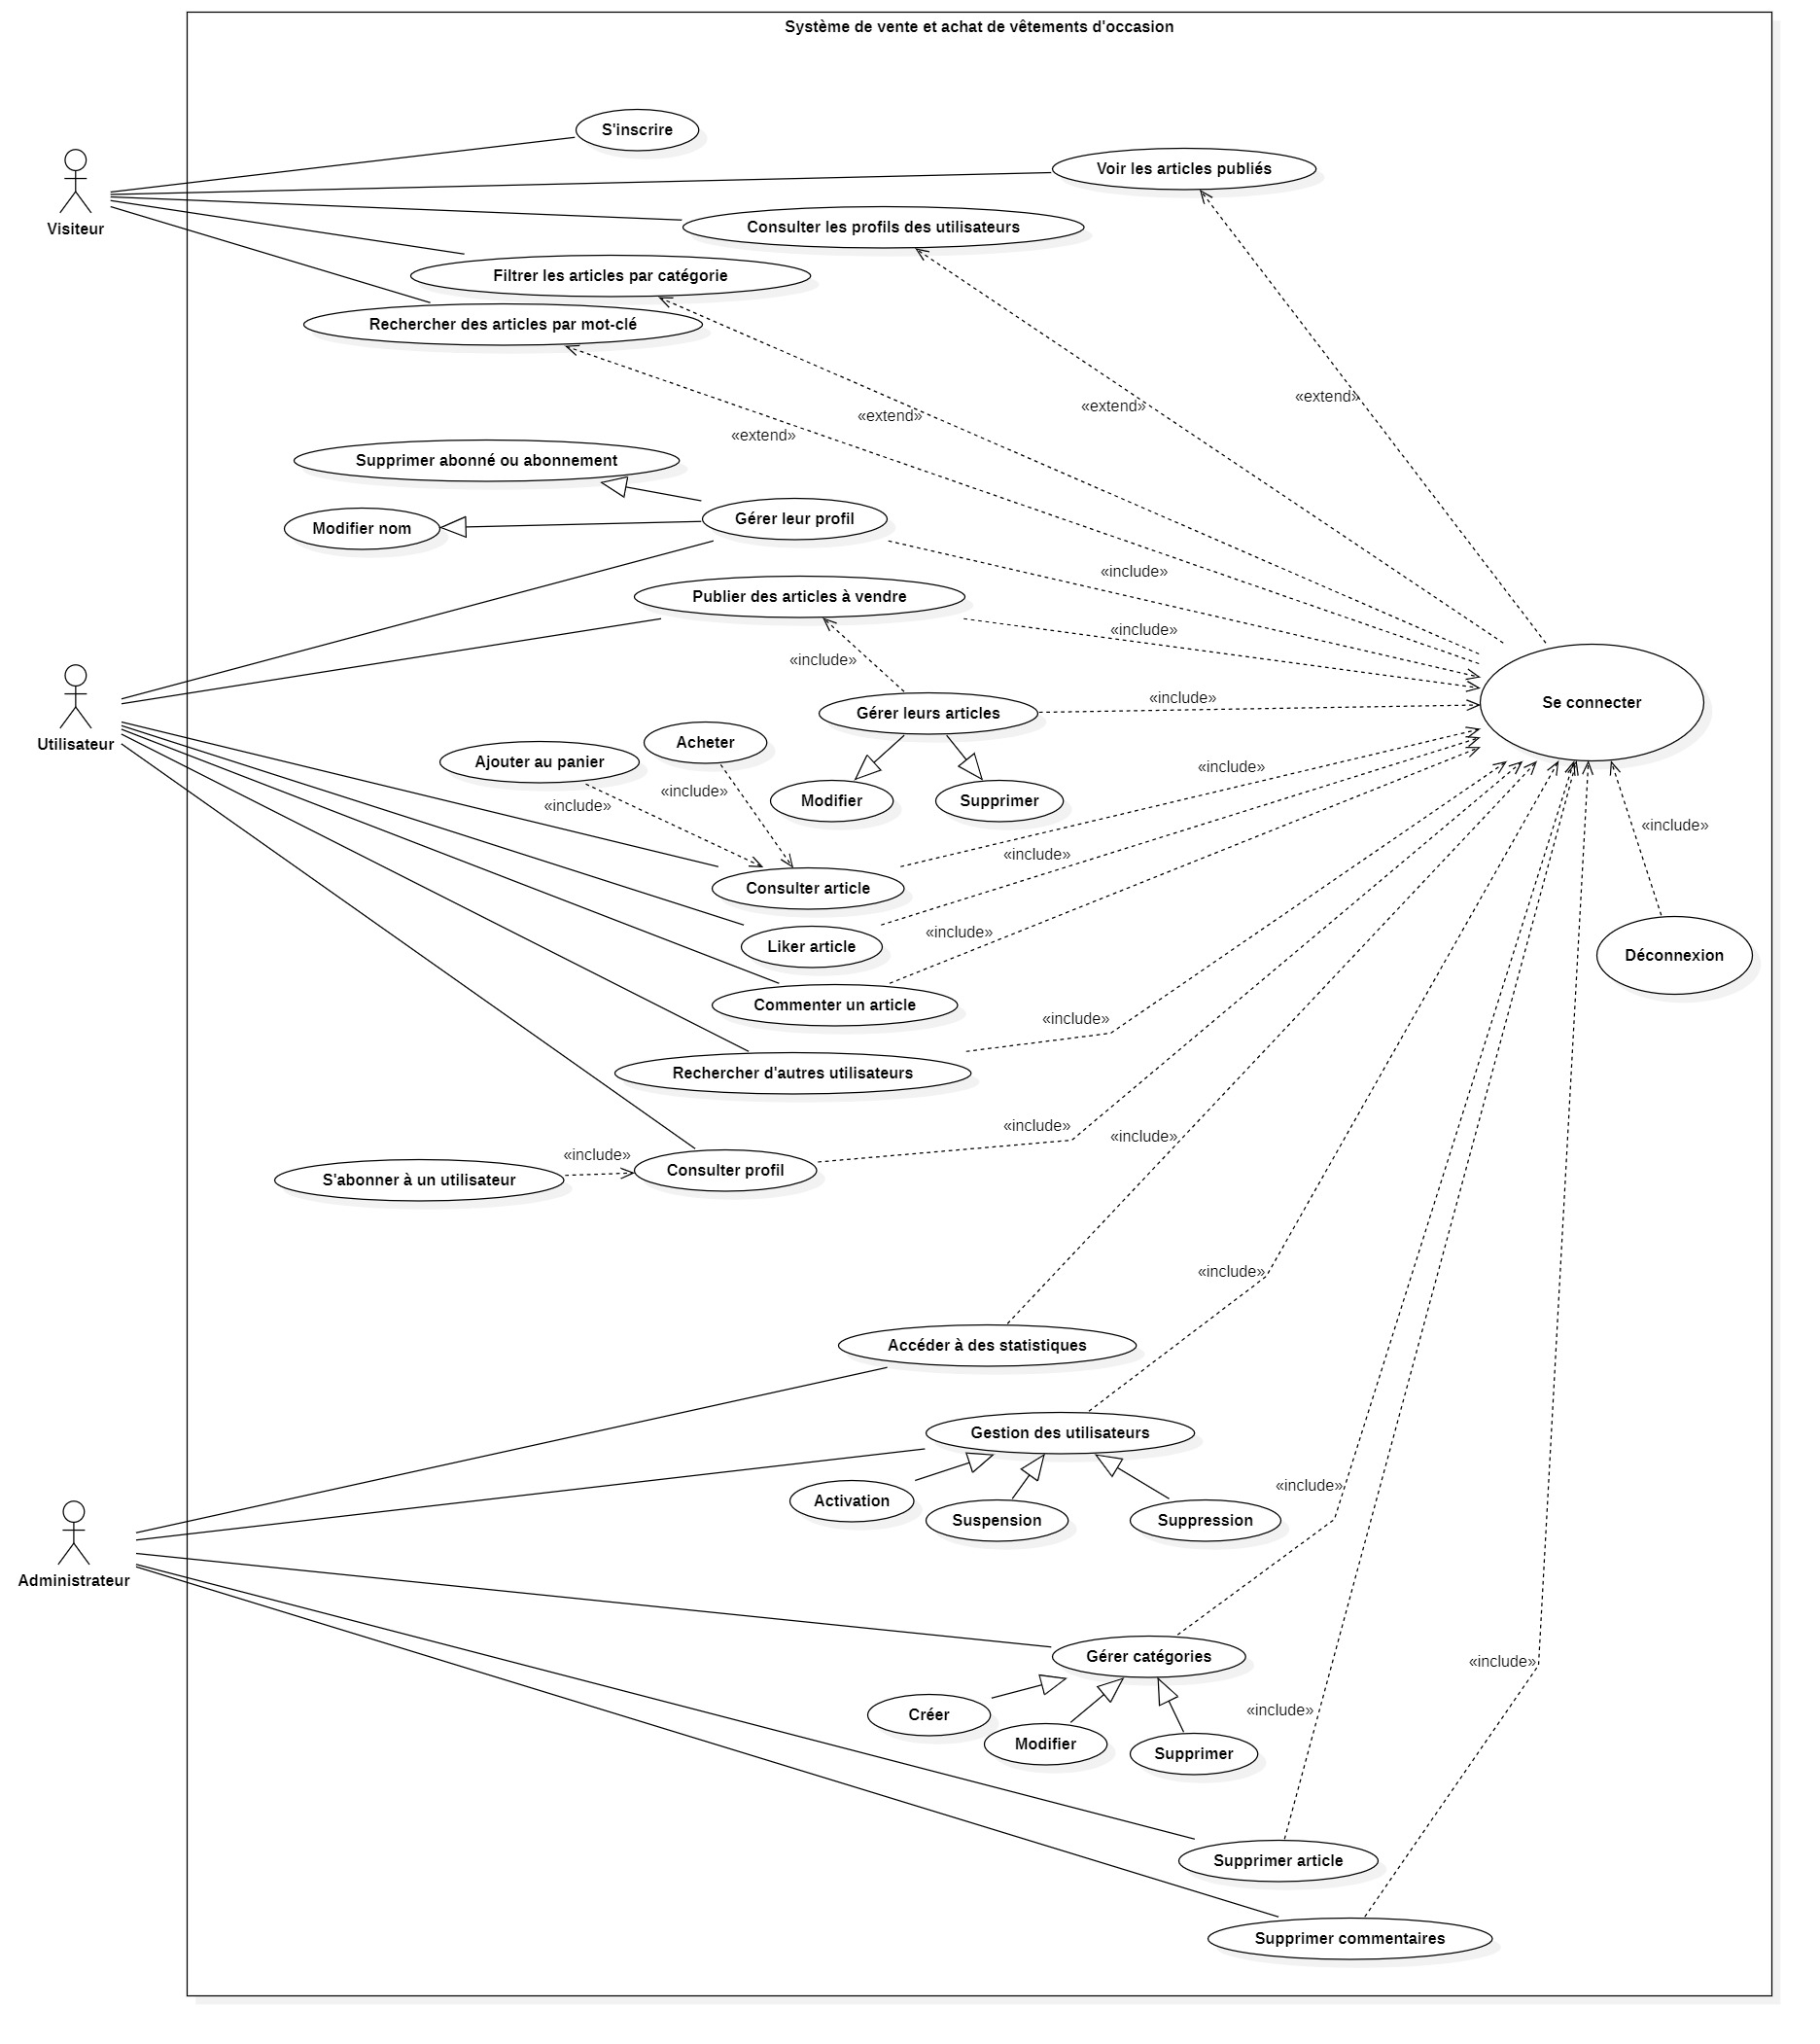 Système de vente et achat de vêtements d'occasion
S'inscrire
Voir les articles publiés
Visiteur
Consulter les profils des utilisateurs
Filtrer les articles par catégorie
Rechercher des articles par mot-clé
«extend»
«extend»
«extend»
«extend»
Supprimer abonné ou abonnement
Gérer leur profil
Modifier nom
«include»
Publier des articles à vendre
«include»
«include»
«include»
Se connecter
Gérer leurs articles
Utilisateur
Acheter
Ajouter au panier
«include»
«include»
«include»
Modifier
Supprimer
«include»
«include»
Consulter article
«include»
Liker article
Déconnexion
Commenter un article
«include»
Rechercher d'autres utilisateurs
«include»
«include»
«include»
Consulter profil
S'abonner à un utilisateur
«include»
Accéder à des statistiques
Gestion des utilisateurs
«include»
Activation
Suspension
Suppression
Administrateur
Gérer catégories
«include»
«include»
Créer
Modifier
Supprimer
Supprimer article
Supprimer commentaires